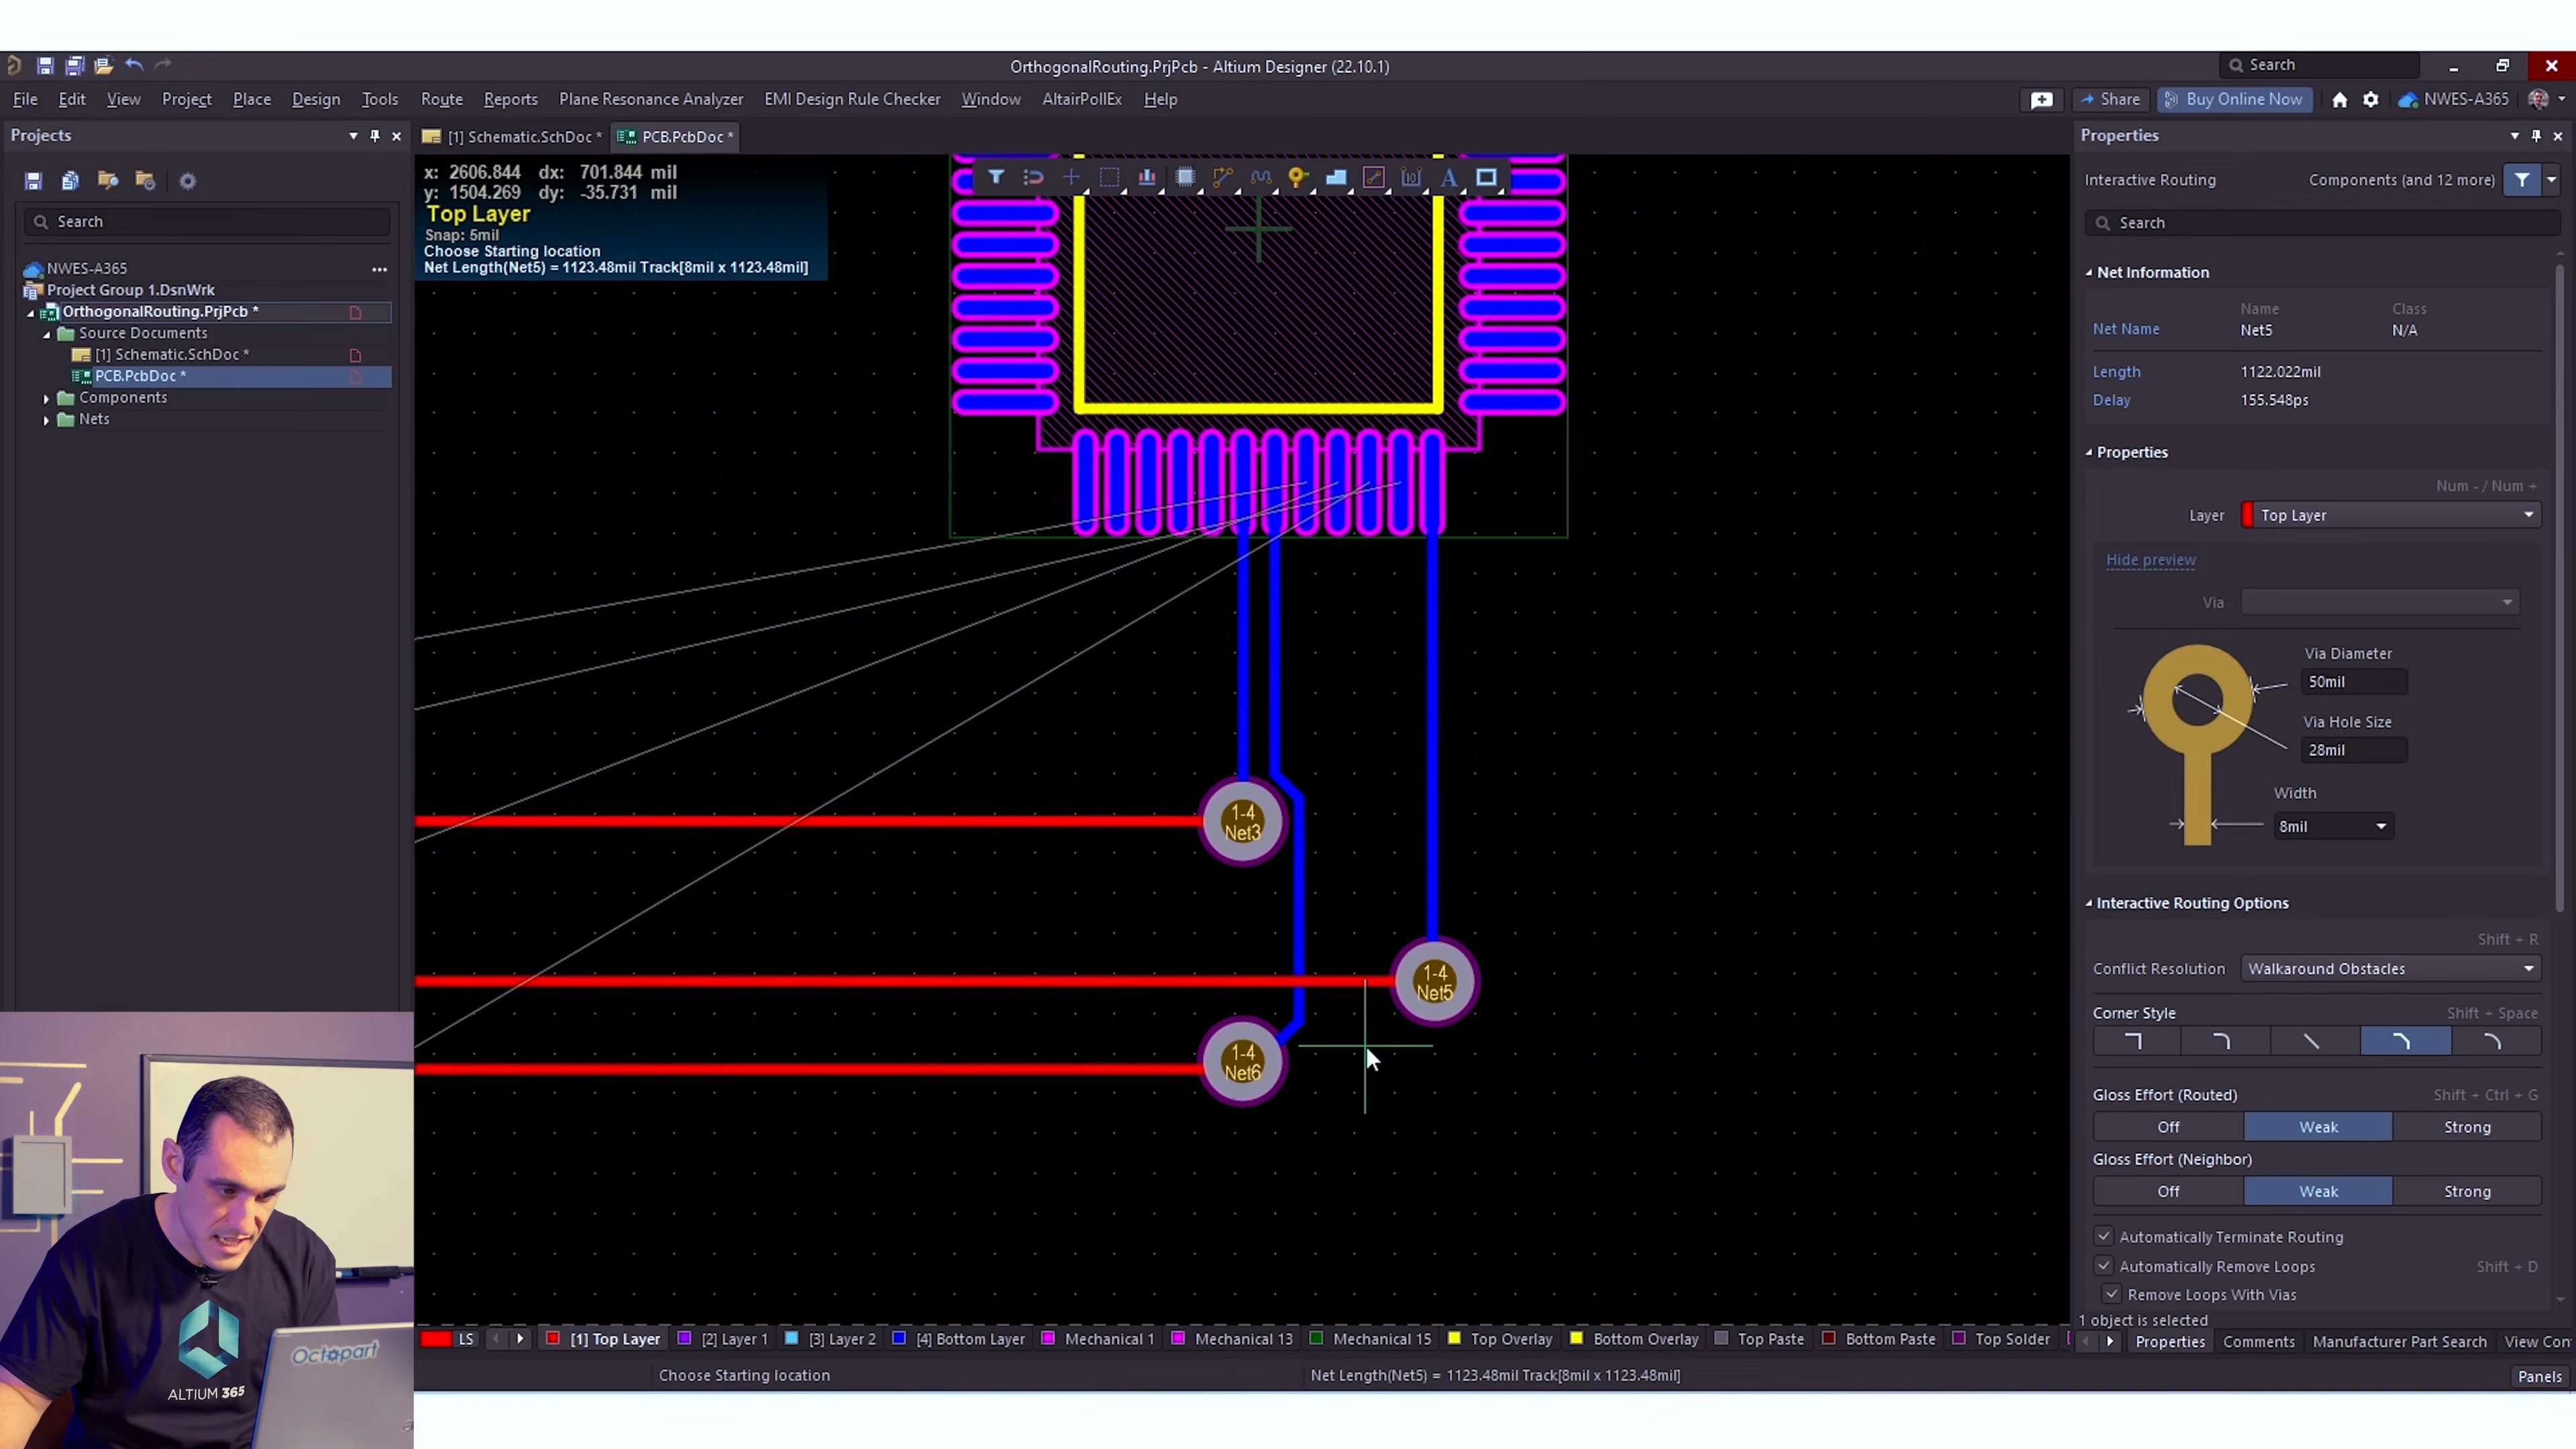 OrthogonalRouting.PrjPcb - Altium Designer (22.10.1)
Search
File Edit View Project Place Design Tools Route Reports Plane Resonance Analyzer EMI Design Rule Checker Window AltairPollEx Help
Share
Buy Online Now
NWES-A365
Projects
[1] Schematic.SchDoc *
PCB.PcbDoc *
Search
NWES-A365
Project Group 1.DsnWrk
OrthogonalRouting.PrjPcb *
Source Documents
[1] Schematic.SchDoc *
PCB.PcbDoc *
Components
Nets
x: 2606.844 dx: 701.844 mil
y: 1504.269 dy: -35.731 mil
Top Layer
Snap: 5mil
Choose Starting location
Net Length(Net5) = 1123.48mil Track[8mil x 1123.48mil]
1-4
Net3
1-4
Net5
1-4
Net6
Properties
Interactive Routing Components (and 12 more)
Search
Net Information
Name Class
Net Name Net5 N/A
Length 1122.022mil
Delay 155.548ps
Properties
Num - / Num +
Layer Top Layer
Hide preview
Via
Via Diameter
50mil
Via Hole Size
28mil
Width
8mil
Interactive Routing Options
Shift + R
Conflict Resolution Walkaround Obstacles
Corner Style Shift + Space
Gloss Effort (Routed) Shift + Ctrl + G
Off Weak Strong
Gloss Effort (Neighbor)
Off Weak Strong
Automatically Terminate Routing
Automatically Remove Loops Shift + D
Remove Loops With Vias
1 object is selected
Properties Comments Manufacturer Part Search View Con
LS [1] Top Layer [2] Layer 1 [3] Layer 2 [4] Bottom Layer Mechanical 1 Mechanical 13 Mechanical 15 Top Overlay Bottom Overlay Top Paste Bottom Paste Top Solder
Choose Starting location
Net Length(Net5) = 1123.48mil Track[8mil x 1123.48mil]
Panels
ALTIUM 365
Octopart